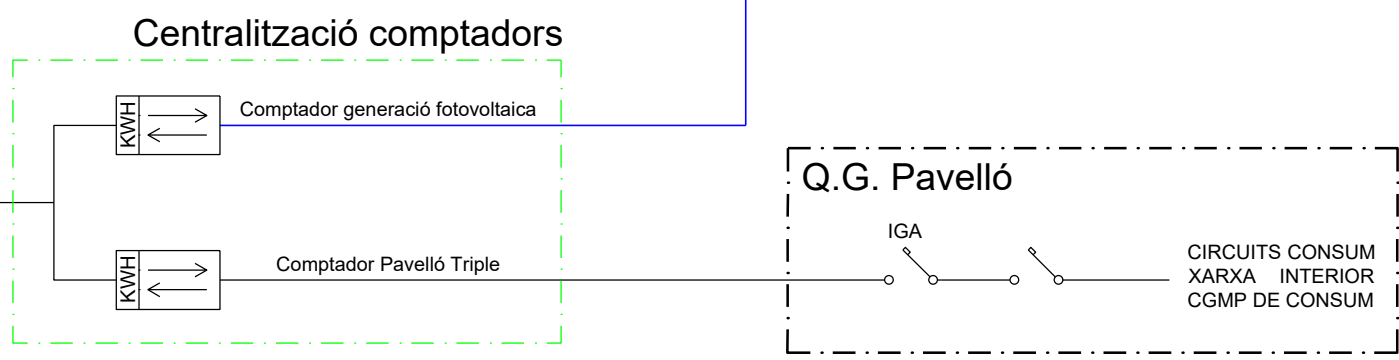 Centralització comptadors
KWH
Comptador generació fotovoltaica
KWH
Comptador Pavelló Triple
Q.G. Pavelló
IGA
CIRCUITS CONSUM
XARXA INTERIOR
CGMP DE CONSUM